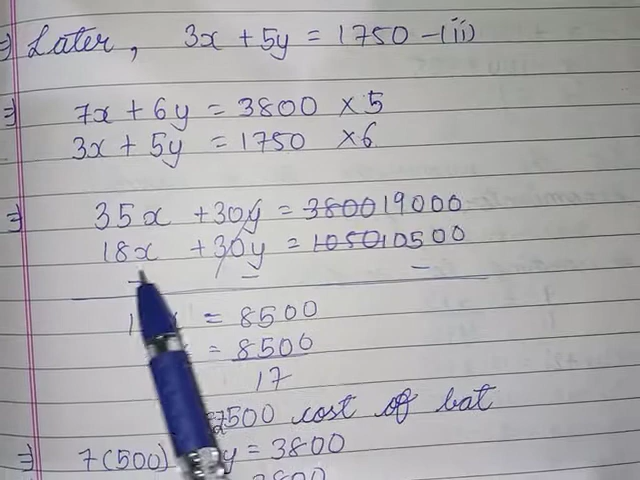 ⇒ Later, 3x + 5y = 1750 -(ii)
⇒ 7x + 6y = 3800 × 5
3x + 5y = 1750 × 6
⇒ 35x + 30y = ~~3800~~ 19000
18x + 30y = ~~1050~~ 10500
- - -
= 8500
= 8500
17
500 cost of bat
⇒ 7(500) y = 3800
3800